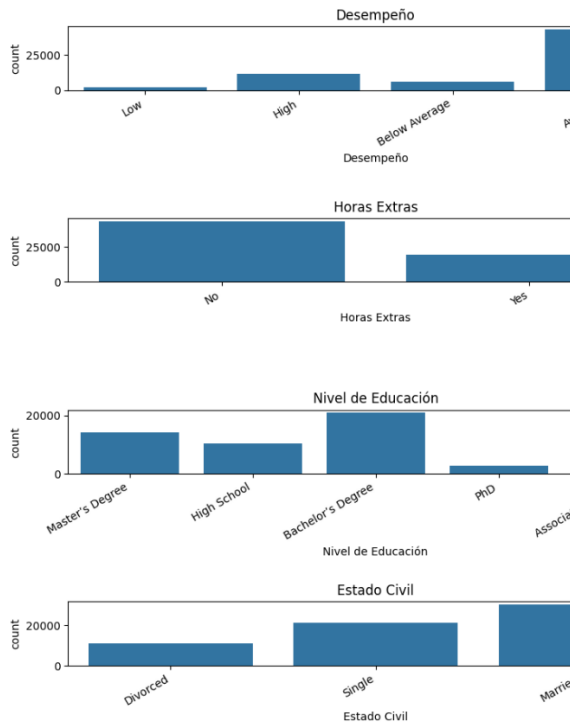 Desempeño
count
25000
0
Low
High
Below Average
Desempeño
Horas Extras
count
25000
0
No
Yes
Horas Extras
Nivel de Educación
count
20000
0
Master's Degree
High School
Bachelor's Degree
PhD
Nivel de Educación
Estado Civil
count
20000
0
Divorced
Single
Estado Civil